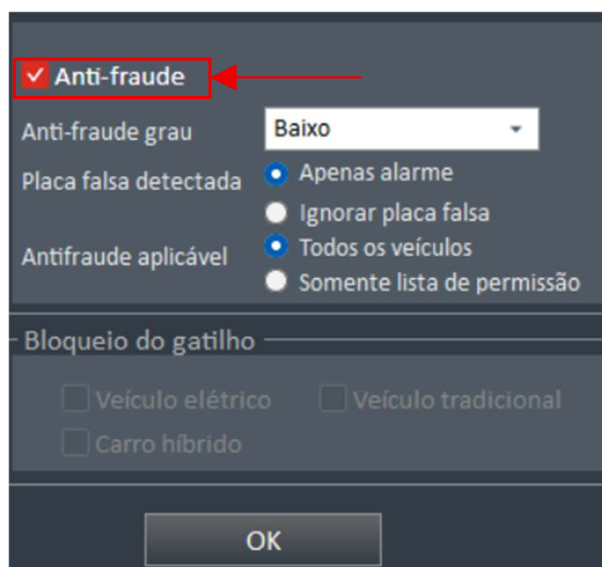 Anti-fraude
Anti-fraude grau Baixo
Placa falsa detectada Apenas alarme
Ignorar placa falsa
Antifraude aplicável Todos os veículos
Somente lista de permissão
Bloqueio do gatilho
Veículo elétrico Veículo tradicional
Carro híbrido
OK